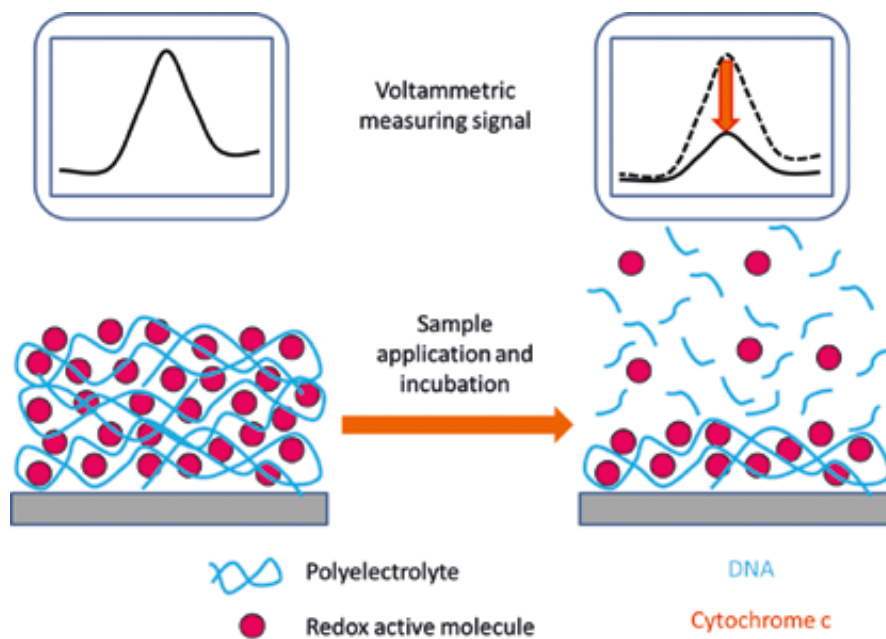 Voltammetric
measuring signal
Sample
application and
incubation
Polyelectrolyte
DNA
Redox active molecule
Cytochrome c